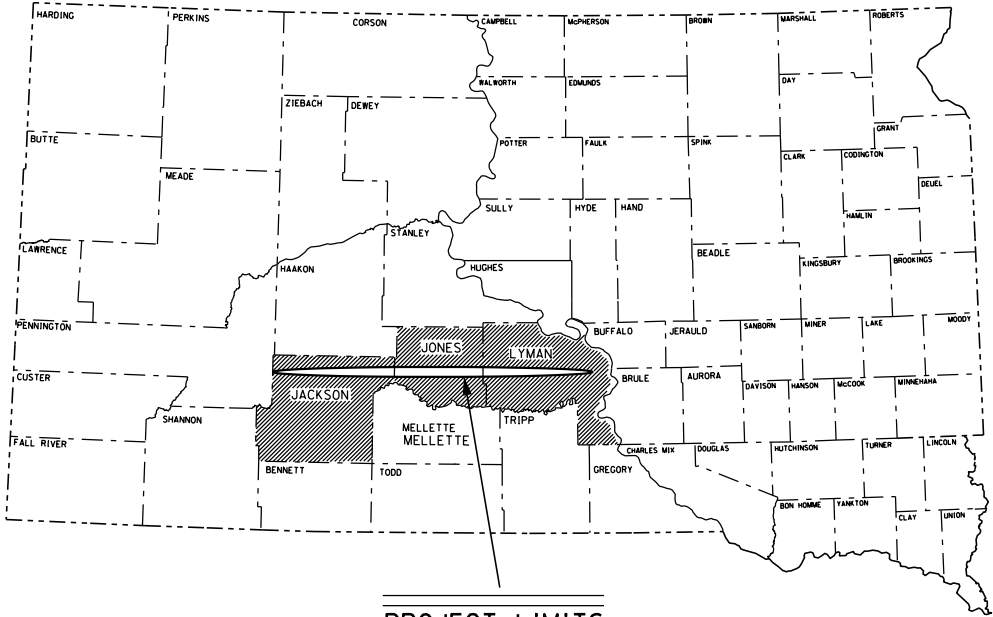 HARDING
PERKINS
CORSON
CAMPBELL
McPHERSON
BROWN
MARSHALL
ROBERTS
WALWORTH
EDMUNDS
DAY
ZIEBACH
DEWEY
GRANT
BUTTE
POTTER
FAULK
SPINK
CLARK
CODINGTON
MEADE
DEUEL
SULLY
HYDE
HAND
HAMLIN
STANLEY
LAWRENCE
BEADLE
KINGSBURY
BROOKINGS
HAAKON
HUGHES
PENNINGTON
BUFFALO
JERAULD
SANBORN
MINER
LAKE
MOODY
JONES
LYMAN
CUSTER
BRULE
AURORA
DAVISON
HANSON
McCOOK
MINNEHAHA
JACKSON
SHANNON
TRIPP
MELLETTE
MELLETTE
FALL RIVER
CHARLES MIX
DOUGLAS
HUTCHINSON
TURNER
LINCOLN
BENNETT
TODD
GREGORY
BON HOMME
YANKTON
CLAY
UNION
PROJECT LIMITS